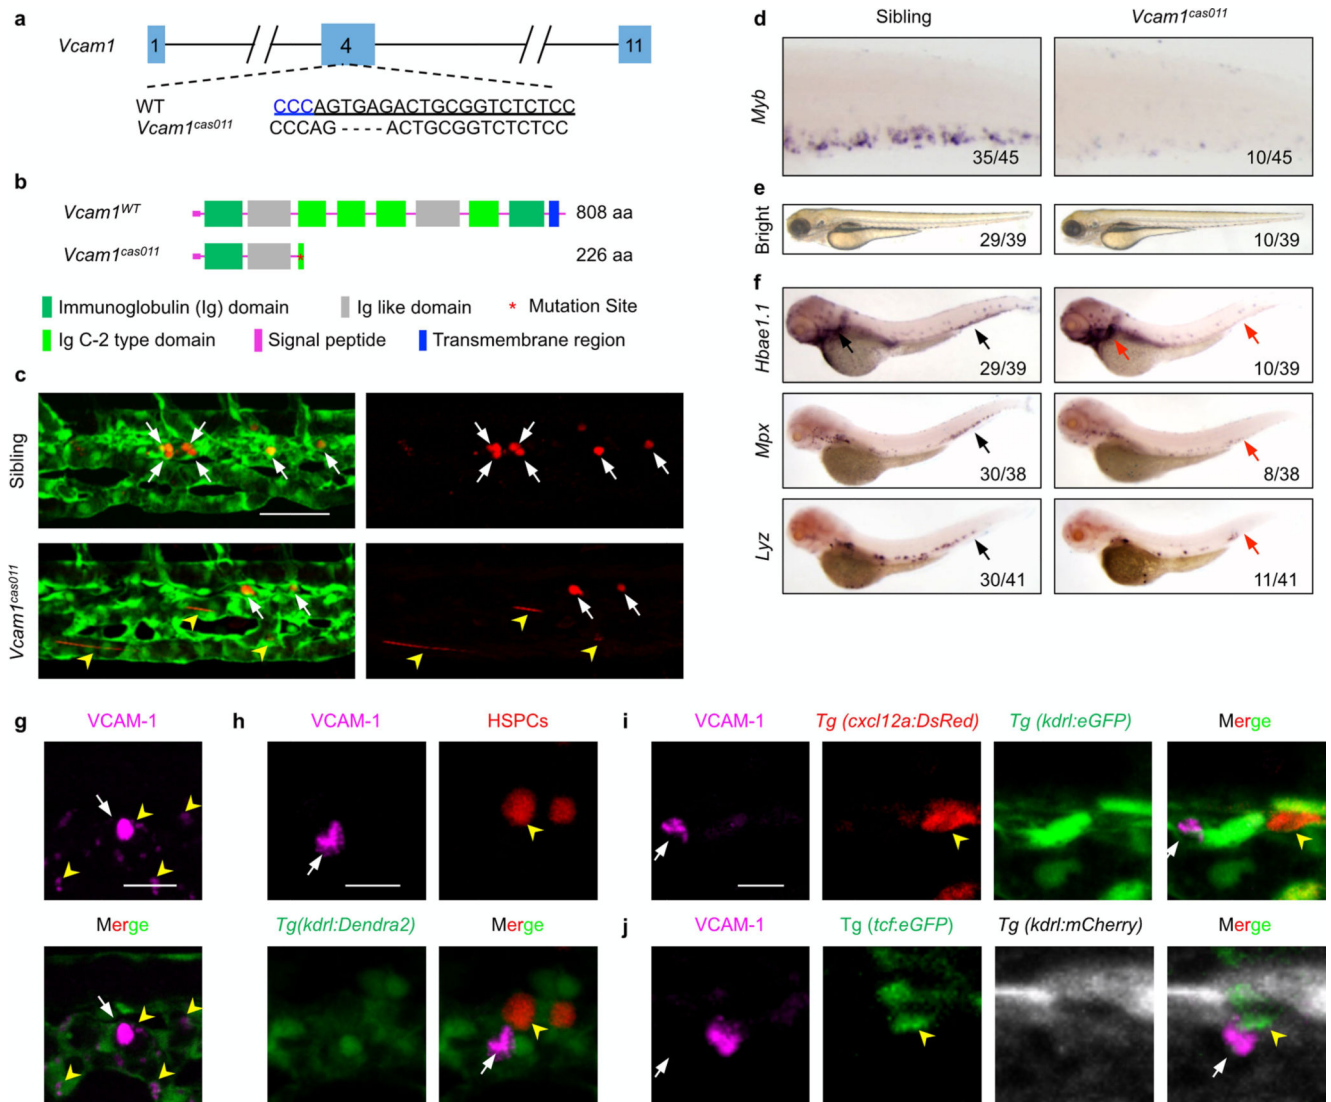 a
Vcam1
1
4
11
WT
CCCAGTGAGACTGCGGTCTCTCC
Vcam1cas011
CCCAG - - - - ACTGCGGTCTCTCC
b
Vcam1WT
808 aa
Vcam1cas011
226 aa
Immunoglobulin (Ig) domain
Ig like domain
* Mutation Site
Ig C-2 type domain
Signal peptide
Transmembrane region
c
Sibling
Vcam1cas011
d
Sibling
Vcam1cas011
Myb
35/45
10/45
e
Bright
29/39
10/39
f
Hbae1.1
29/39
10/39
Mpx
30/38
8/38
Lyz
30/41
11/41
g
VCAM-1
Merge
h
VCAM-1
HSPCs
Tg(kdrl:Dendra2)
Merge
i
VCAM-1
Tg (cxcl12a:DsRed)
Tg (kdrl:eGFP)
Merge
j
VCAM-1
Tg (tcf:eGFP)
Tg (kdrl:mCherry)
Merge